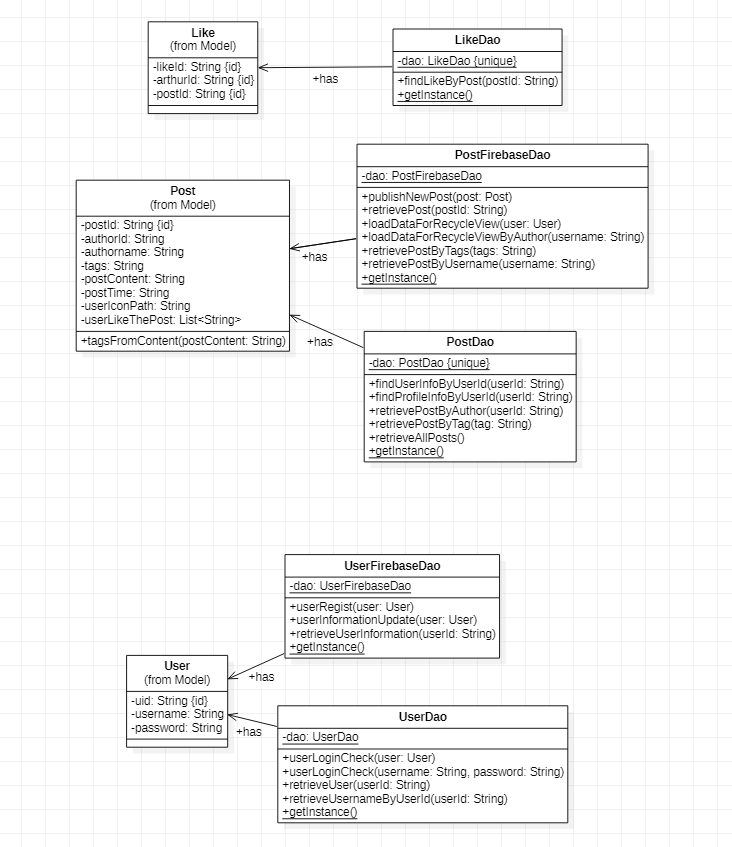 Like
(from Model)
-likeId: String {id}
-arthurId: String {id}
-postId: String {id}
+has
LikeDao
-dao: LikeDao {unique}
+findLikeByPost(postId: String)
+getInstance()
PostFirebaseDao
-dao: PostFirebaseDao
+publishNewPost(post: Post)
+retrievePost(postId: String)
+loadDataForRecycleView(user: User)
+loadDataForRecycleViewByAuthor(username: String)
+retrievePostByTags(tags: String)
+retrievePostByUsername(username: String)
+getInstance()
Post
(from Model)
-postId: String {id}
-authorId: String
-authorname: String
-tags: String
-postContent: String
-postTime: String
-userIconPath: String
-userLikeThePost: List<String>
+tagsFromContent(postContent: String)
+has
+has
PostDao
-dao: PostDao {unique}
+findUserInfoByUserId(userId: String)
+findProfileInfoByUserId(userId: String)
+retrievePostByAuthor(userId: String)
+retrievePostByTag(tag: String)
+retrieveAllPosts()
+getInstance()
UserFirebaseDao
-dao: UserFirebaseDao
+userRegist(user: User)
+userInformationUpdate(user: User)
+retrieveUserInformation(userId: String)
+getInstance()
User
(from Model)
-uid: String {id}
-username: String
-password: String
+has
+has
UserDao
-dao: UserDao
+userLoginCheck(user: User)
+userLoginCheck(username: String, password: String)
+retrieveUser(userId: String)
+retrieveUsernameByUserId(userId: String)
+getInstance()